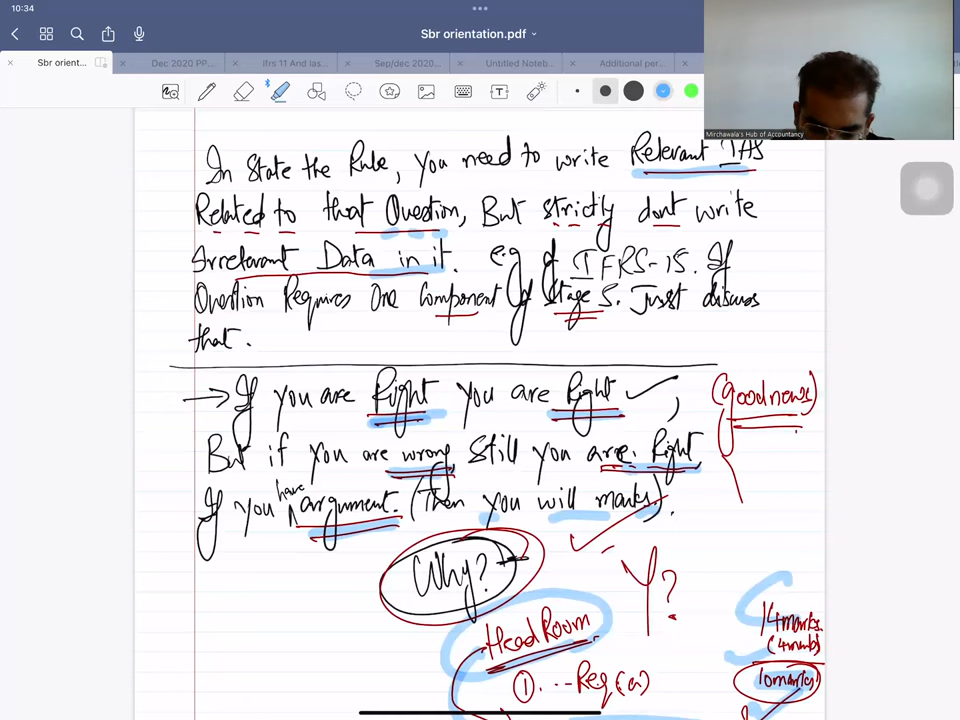 10:34
Sbr orientation.pdf
Sbr orient... Dec 2020 PP... Ifrs 11 And Ias... Sep/dec 2020... Untitled Noteb... Additional per...
Mirchawala's Hub of Accountancy
In State the Rule, You need to write Relevant IAS
Related to that Question, But strictly dont write
Irrelevant Data in it. e.g of IFRS-15. If
Question Requires One Component of Stage 5. Just discuss
that.
→ If you are Right you are Right ✓, (goodnews)
But if you are wrong, Still you are Right
If you have argument. (Then you will marks).
Why?
Y?
Head Room
14 marks
(4 marks)
① ...Req(a)
10 mark(s)